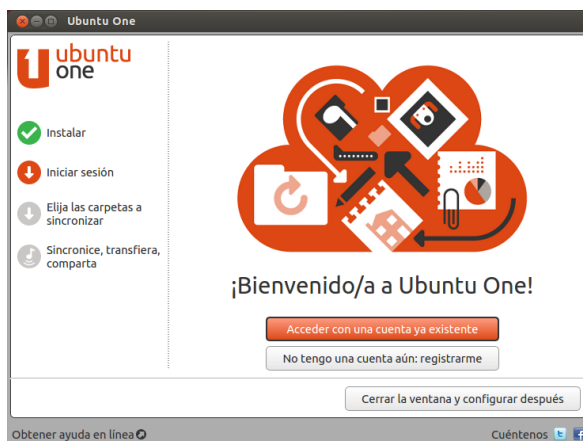 Ubuntu One
ubuntu
one
Instalar
Iniciar sesión
Elija las carpetas a
sincronizar
Sincronice, transfiera,
comparta
¡Bienvenido/a a Ubuntu One!
Acceder con una cuenta ya existente
No tengo una cuenta aún: registrarme
Cerrar la ventana y configurar después
Obtener ayuda en línea
Cuéntenos